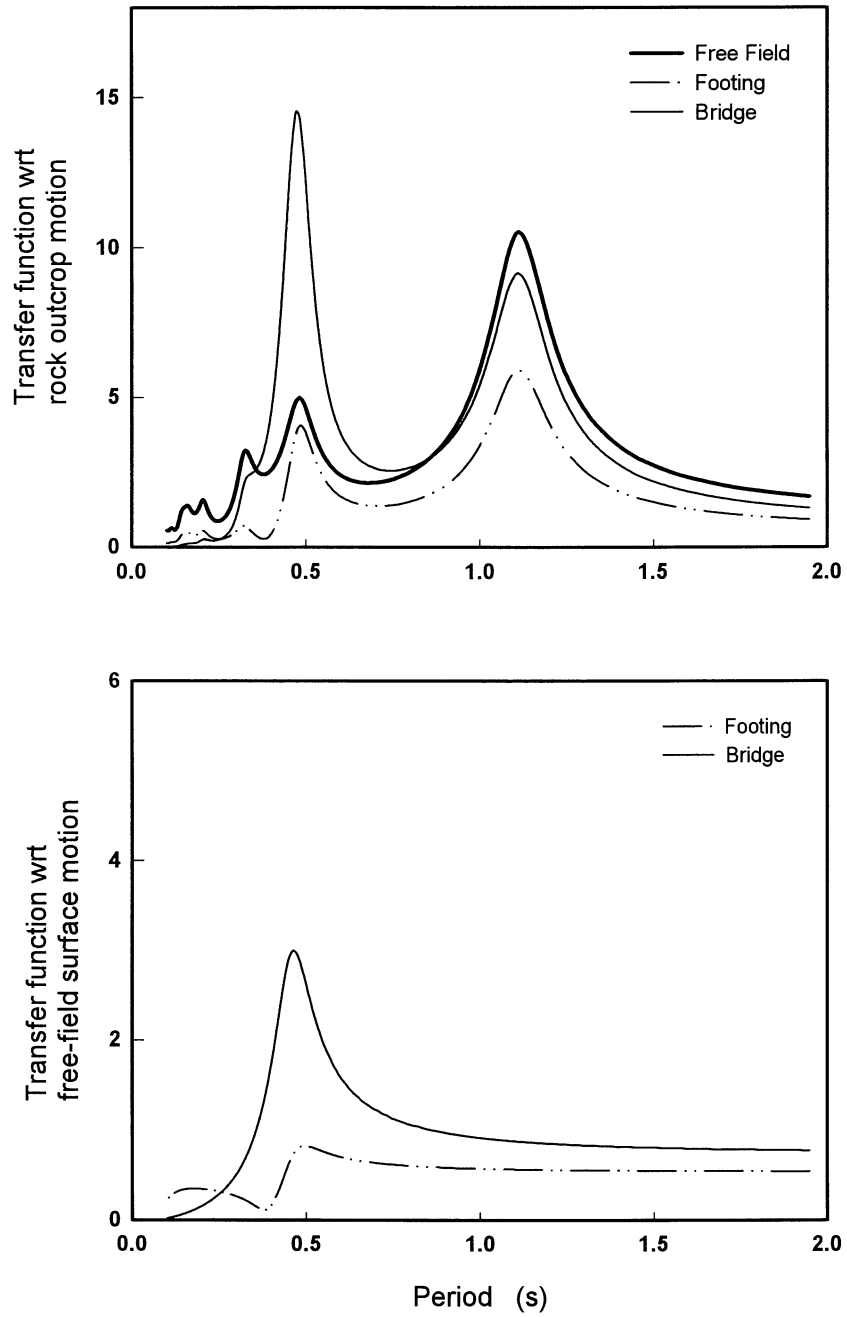 Transfer function wrt
rock outcrop motion
15
10
5
0
Free Field
Footing
Bridge
0.0 0.5 1.0 1.5 2.0
Transfer function wrt
free-field surface motion
6
4
2
0
Footing
Bridge
0.0 0.5 1.0 1.5 2.0
Period (s)